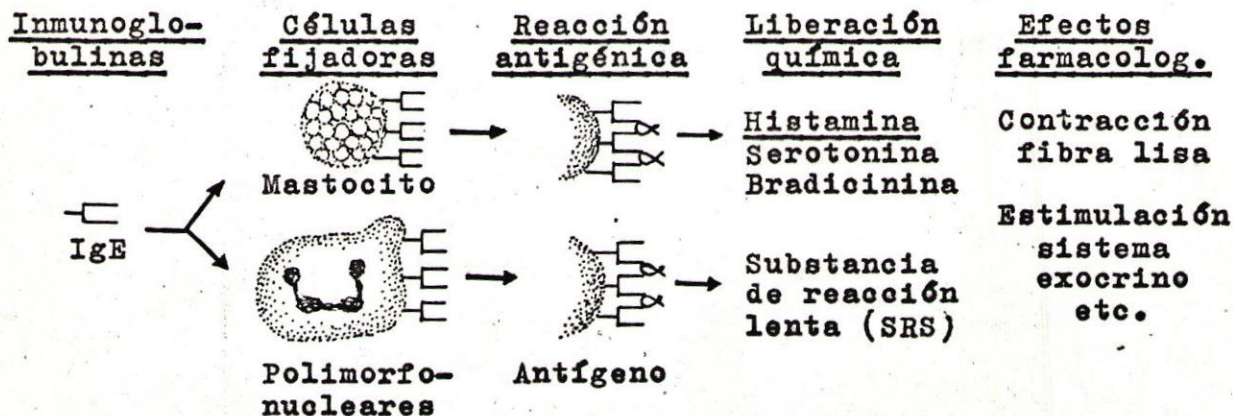 Inmunoglo-
bulinas
Células
fijadoras
Reacción
antigénica
Liberación
química
Efectos
farmacolog.
Mastocito
Histamina
Serotonina
Bradicinina
Contracción
fibra lisa
IgE
Estimulación
sistema
exocrino
etc.
Substancia
de reacción
lenta (SRS)
Polimorfo-
nucleares
Antígeno